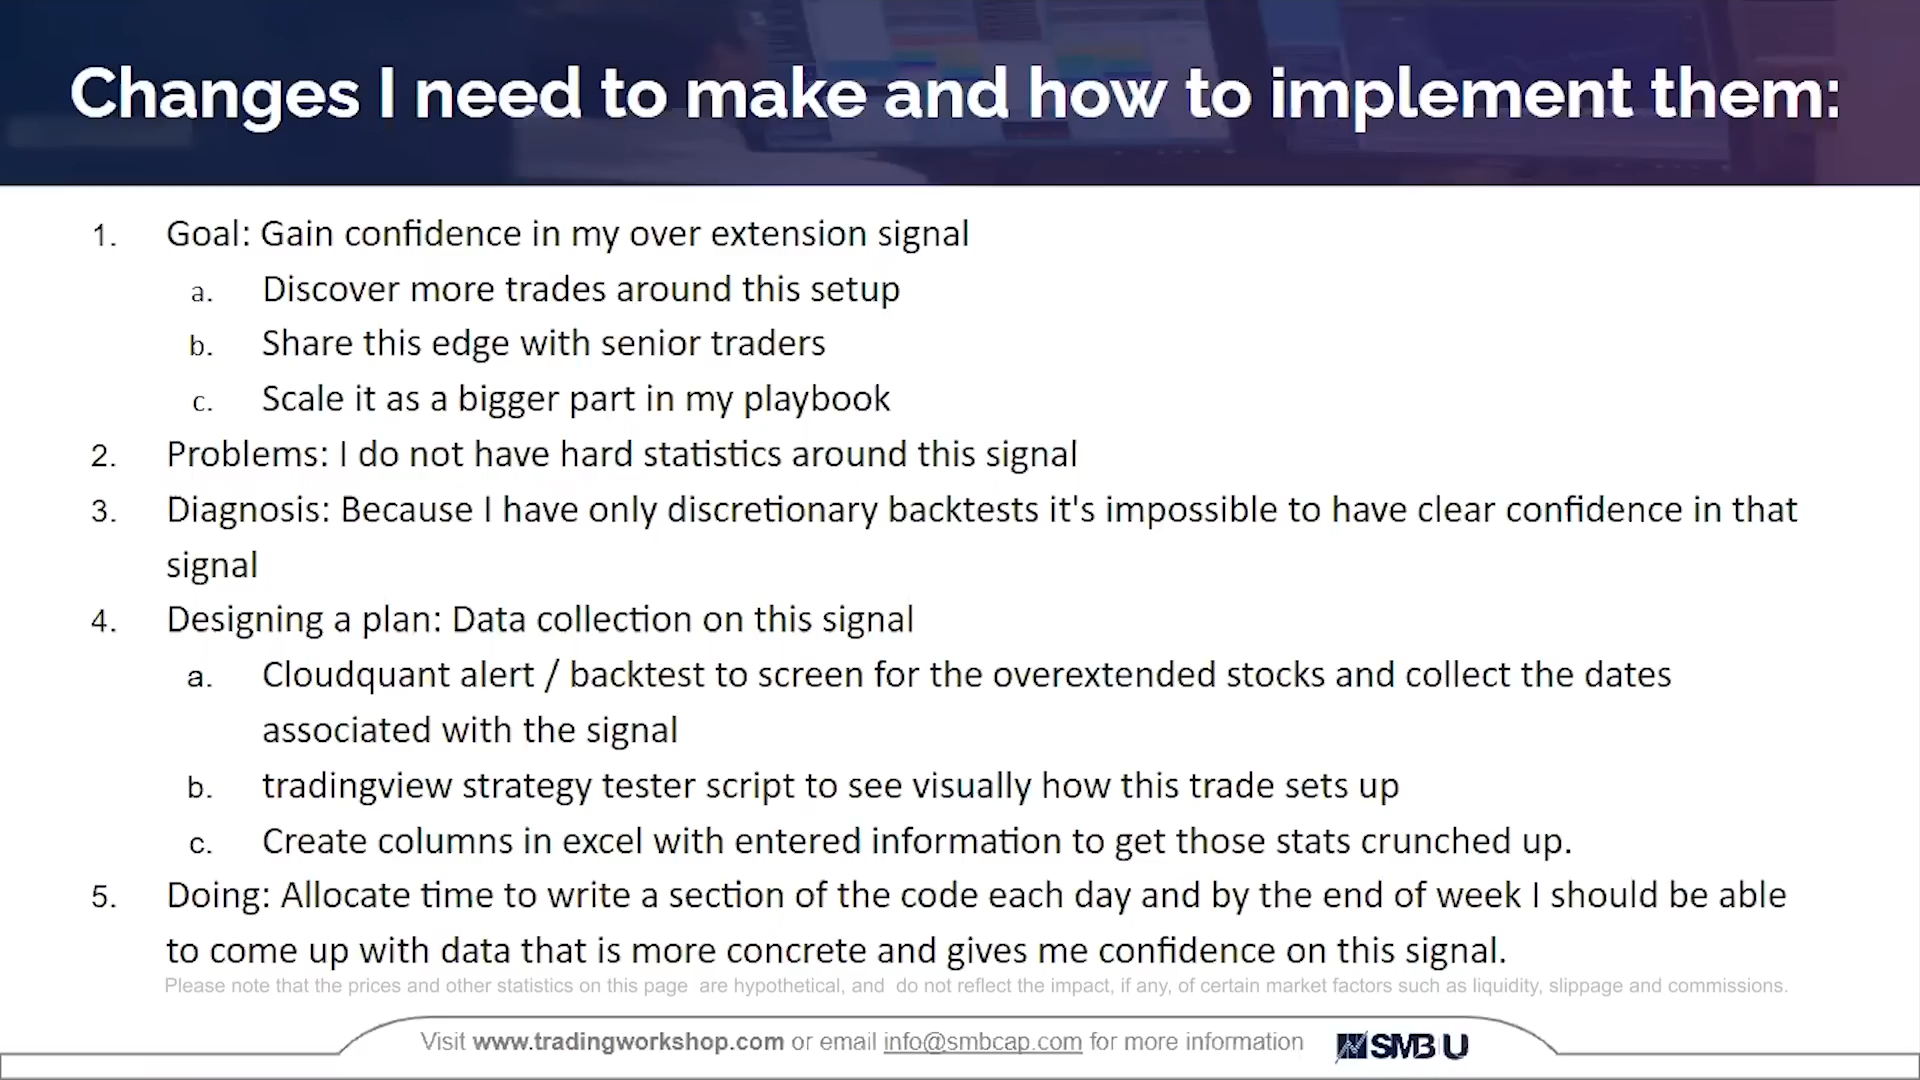 Changes I need to make and how to implement them:
1. Goal: Gain confidence in my over extension signal
a. Discover more trades around this setup
b. Share this edge with senior traders
c. Scale it as a bigger part in my playbook
2. Problems: I do not have hard statistics around this signal
3. Diagnosis: Because I have only discretionary backtests it's impossible to have clear confidence in that
signal
4. Designing a plan: Data collection on this signal
a. Cloudquant alert / backtest to screen for the overextended stocks and collect the dates
associated with the signal
b. tradingview strategy tester script to see visually how this trade sets up
c. Create columns in excel with entered information to get those stats crunched up.
5. Doing: Allocate time to write a section of the code each day and by the end of week I should be able
to come up with data that is more concrete and gives me confidence on this signal.
Please note that the prices and other statistics on this page are hypothetical, and do not reflect the impact, if any, of certain market factors such as liquidity, slippage and commissions.
Visit www.tradingworkshop.com or email info@smbcap.com for more information SMB U